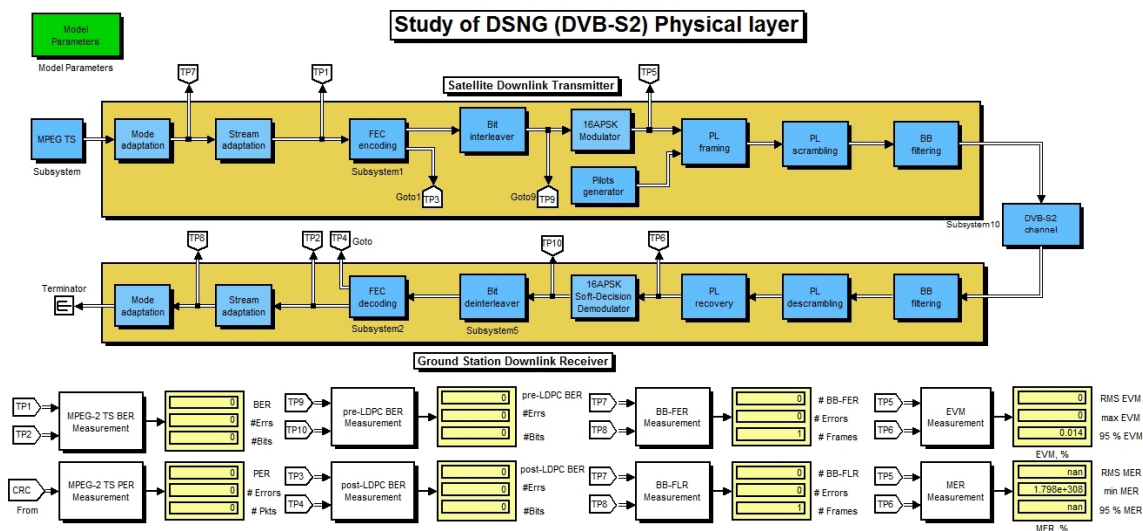 Study of DSNG (DVB-S2) Physical layer
Model
Parameters
Model Parameters
TP7
TP1
TP5
Satellite Downlink Transmitter
MPEG TS
Subsystem
Mode
adaptation
Stream
adaptation
FEC
encoding
Subsystem1
Bit
interleaver
16APSK
Modulator
Pilots
generator
PL
framing
PL
scrambling
BB
filtering
Goto1
TP3
Goto9
TP9
Subsystem10
DVB-S2
channel
TP8
TP2
TP4
Goto
TP10
TP6
Terminator
Mode
adaptation
Stream
adaptation
FEC
decoding
Subsystem2
Bit
deinterleaver
Subsystem5
16APSK
Soft-Decision
Demodulator
PL
recovery
PL
descrambling
BB
filtering
Ground Station Downlink Receiver
TP1
TP2
MPEG-2 TS BER
Measurement
0
0
0
BER
#Errs
#Bits
TP9
TP10
pre-LDPC BER
Measurement
0
0
0
pre-LDPC BER
#Errs
#Bits
TP7
TP8
BB-FER
Measurement
0
0
1
# BB-FER
# Errors
# Frames
TP5
TP6
EVM
Measurement
0
0
0.014
RMS EVM
max EVM
95 % EVM
EVM, %
CRC
From
MPEG-2 TS PER
Measurement
0
0
0
PER
# Errors
# Pkts
TP3
TP4
post-LDPC BER
Measurement
0
0
0
post-LDPC BER
#Errs
#Bits
TP7
TP8
BB-FLR
Measurement
0
0
1
# BB-FLR
# Errors
# Frames
TP5
TP6
MER
Measurement
nan
1.798e+308
nan
RMS MER
min MER
95 % MER
MER, %